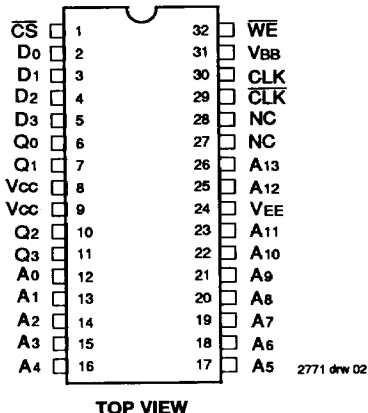 C̅S̅ 1 32 W̅E̅
D0 2 31 VBB
D1 3 30 CLK
D2 4 29 C̅L̅K̅
D3 5 28 NC
Q0 6 27 NC
Q1 7 26 A13
VCC 8 25 A12
VCC 9 24 VEE
Q2 10 23 A11
Q3 11 22 A10
A0 12 21 A9
A1 13 20 A8
A2 14 19 A7
A3 15 18 A6
A4 16 17 A5 2771 drw 02
TOP VIEW